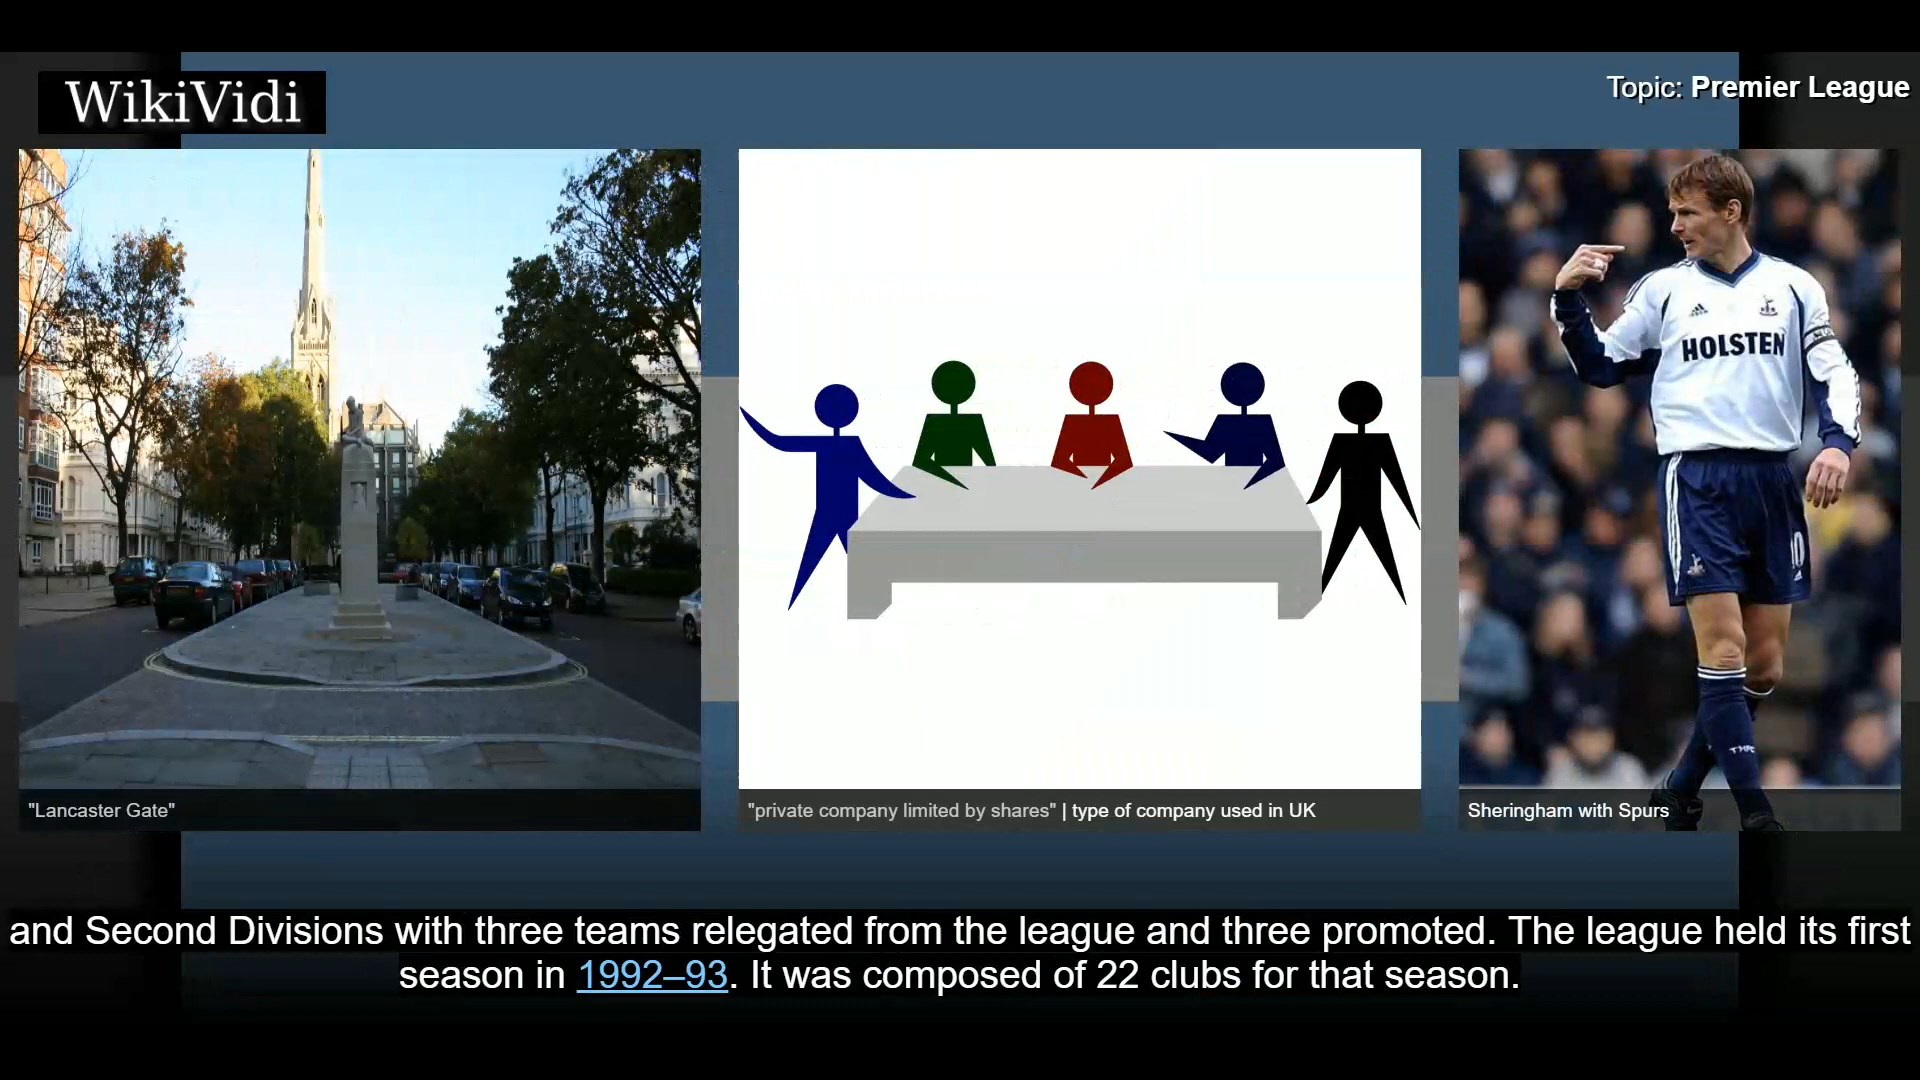 WikiVidi
Topic: Premier League
HOLSTEN
10
THFC
"Lancaster Gate"
"private company limited by shares" | type of company used in UK
Sheringham with Spurs
and Second Divisions with three teams relegated from the league and three promoted. The league held its first
season in 1992–93. It was composed of 22 clubs for that season.